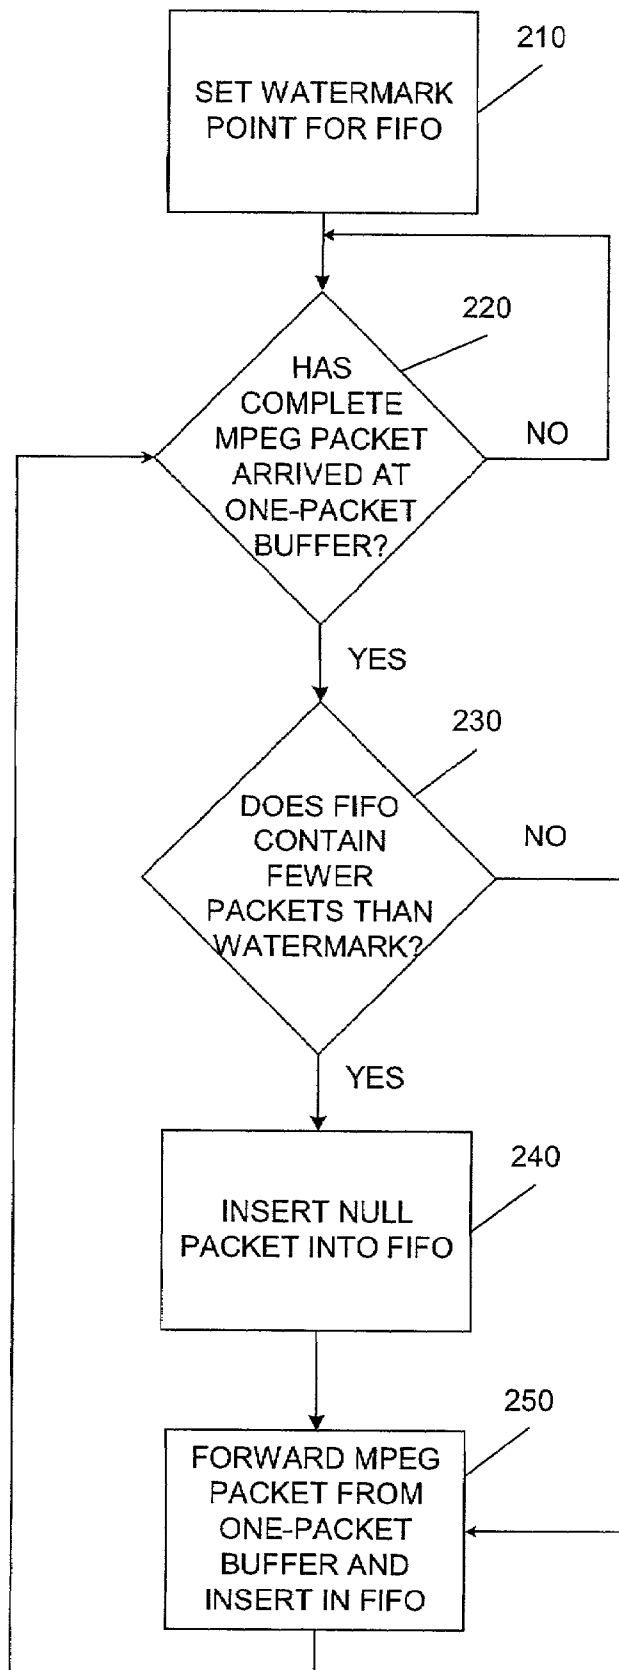 210
SET WATERMARK
POINT FOR FIFO
220
HAS
COMPLETE
MPEG PACKET
ARRIVED AT
ONE-PACKET
BUFFER?
NO
YES
230
DOES FIFO
CONTAIN
FEWER
PACKETS THAN
WATERMARK?
NO
YES
240
INSERT NULL
PACKET INTO FIFO
250
FORWARD MPEG
PACKET FROM
ONE-PACKET
BUFFER AND
INSERT IN FIFO